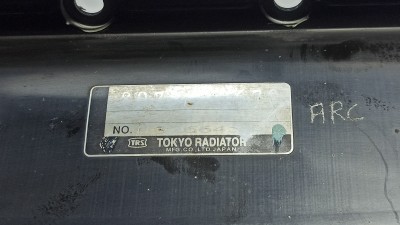 NO.
TRS TOKYO RADIATOR
MFG.CO.,LTD.JAPAN
ARC